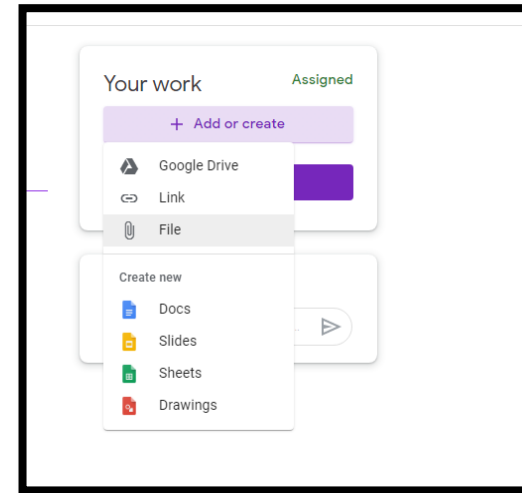 Your work
Assigned
+ Add or create
Google Drive
Link
File
Create new
Docs
Slides
Sheets
Drawings